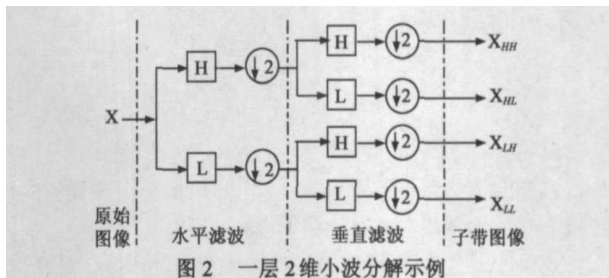 H ↓2 X_HH
H ↓2
L ↓2 X_HL
X
H ↓2 X_LH
L ↓2
L ↓2 X_LL
原始图像 水平滤波 垂直滤波 子带图像
图 2 一层 2 维小波分解示例